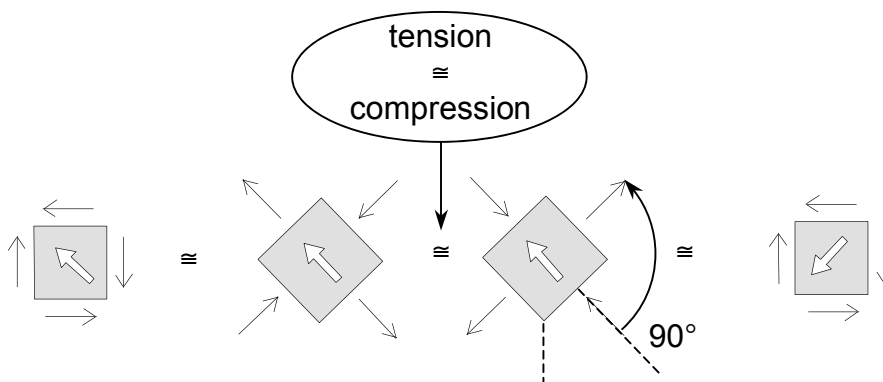 tension
≅
compression
≅ ≅ ≅
90°